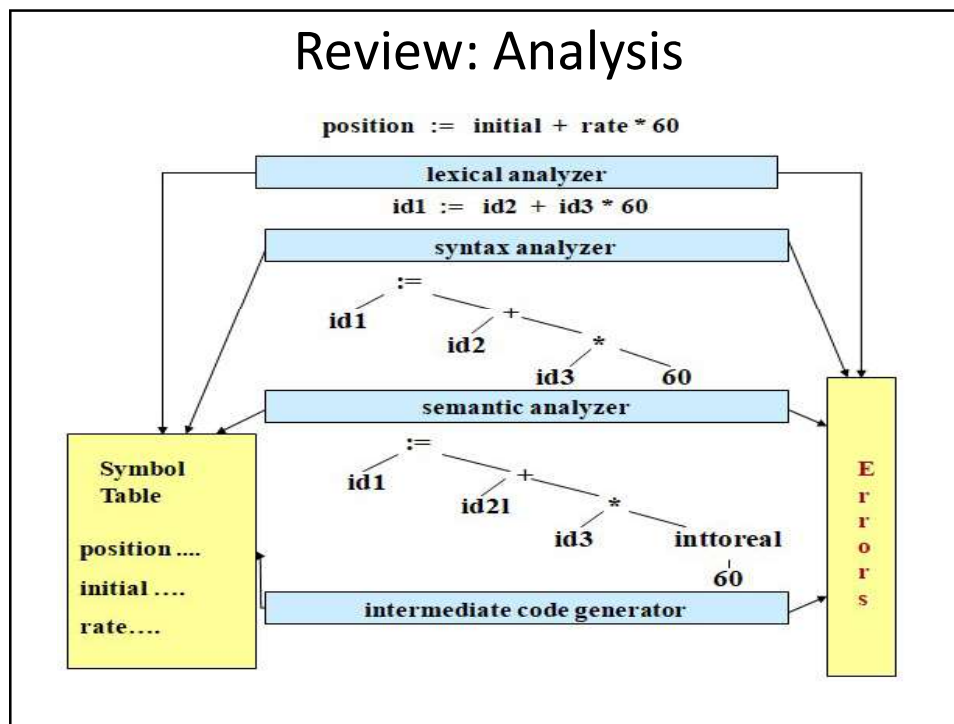 Review: Analysis
position := initial + rate * 60
lexical analyzer
id1 := id2 + id3 * 60
syntax analyzer
:=
id1
+
id2
*
id3
60
semantic analyzer
:=
id1
+
id2l
*
id3
inttoreal
60
intermediate code generator
Symbol
Table
position ....
initial ....
rate....
E
r
r
o
r
s